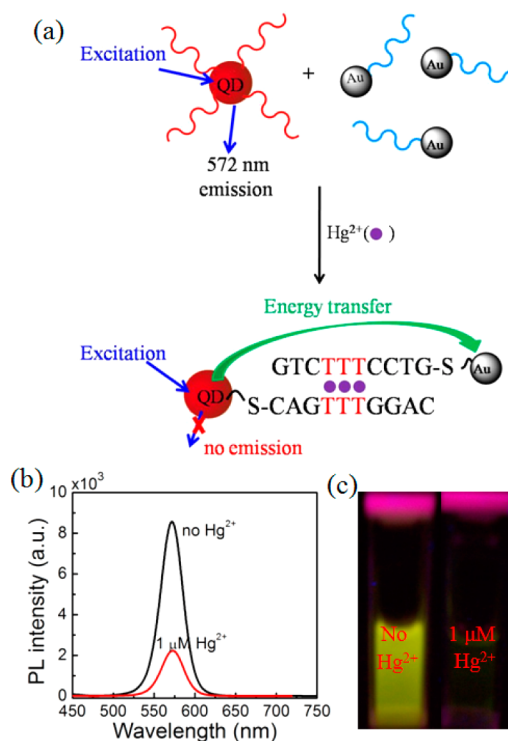 (a)
Excitation
QD
+
Au
Au
Au
572 nm
emission
Hg²⁺(●)
Energy transfer
Excitation
GTCTTTCCTG-S
Au
QD
S-CAGTTTGGAC
no emission
(b)
×10³
10
8
6
4
2
0
PL intensity (a.u.)
no Hg²⁺
1 μM Hg²⁺
450 500 550 600 650 700 750
Wavelength (nm)
(c)
No
Hg²⁺
1 μM
Hg²⁺